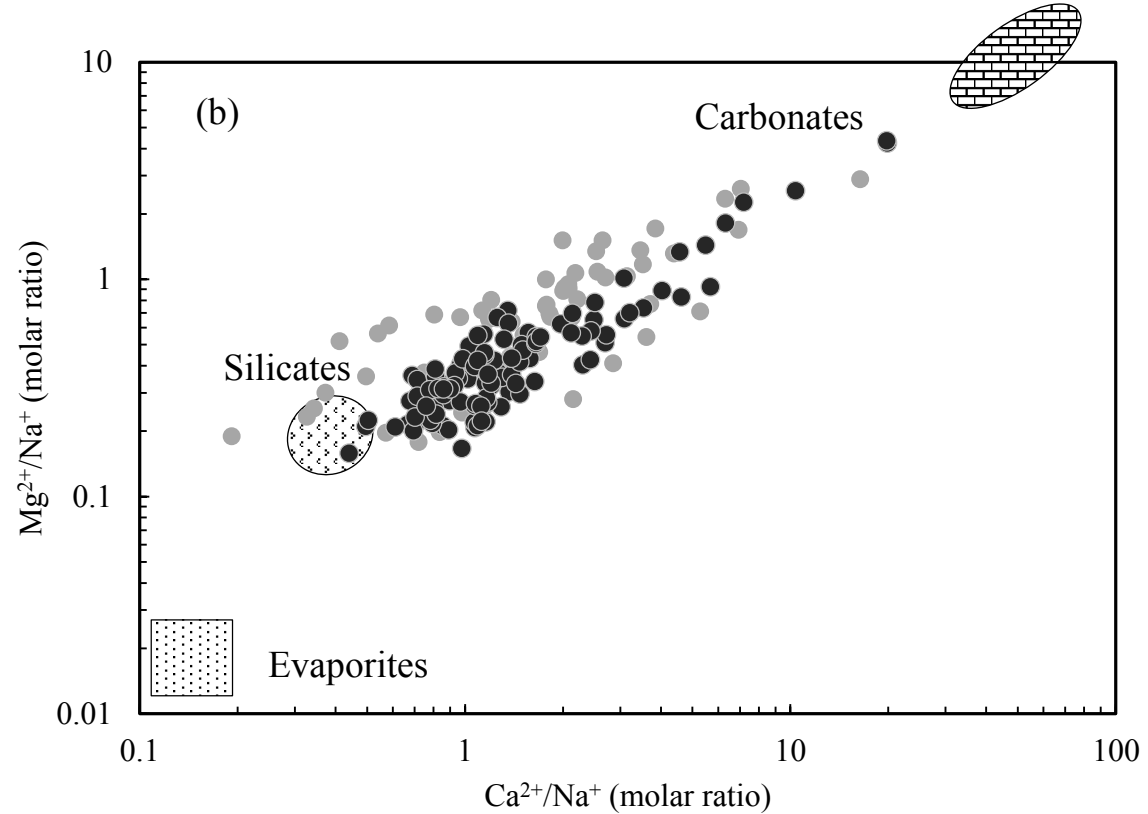 10
(b)
Carbonates
1
Silicates
0.1
Evaporites
0.01
0.1 1 10 100
Ca²⁺/Na⁺ (molar ratio)
Mg²⁺/Na⁺ (molar ratio)